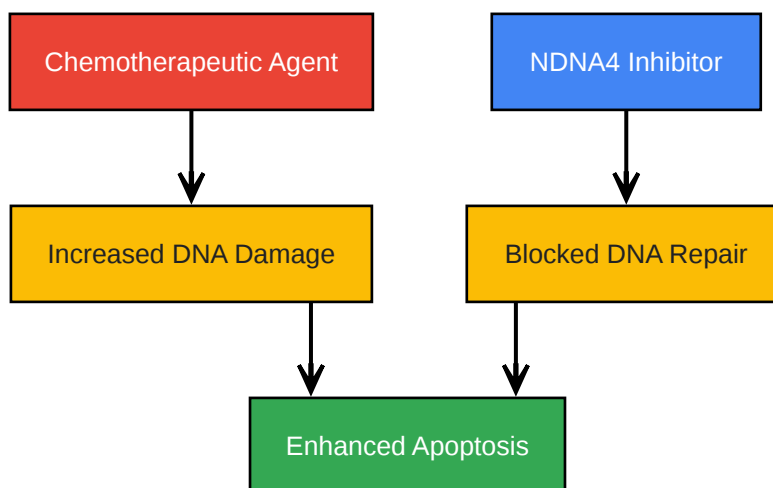 Chemotherapeutic Agent
NDNA4 Inhibitor
Increased DNA Damage
Blocked DNA Repair
Enhanced Apoptosis